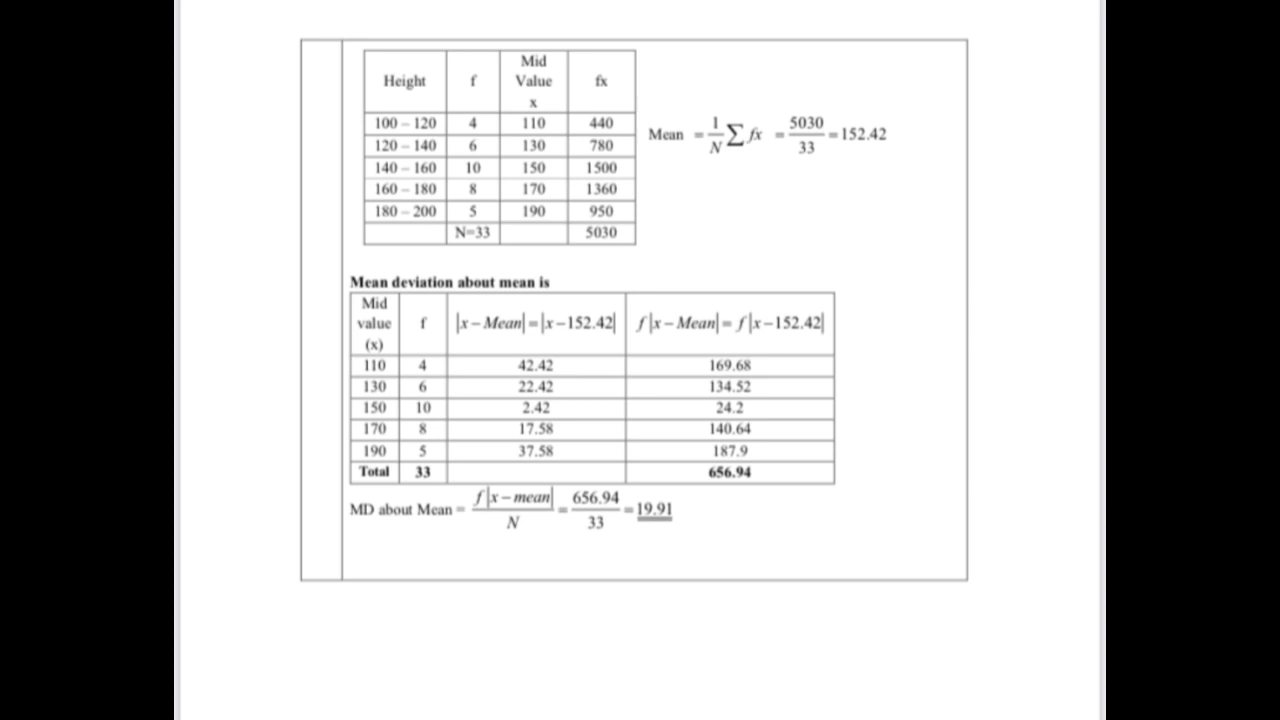 Height f Mid Value x fx
100 – 120 4 110 440
120 – 140 6 130 780
140 – 160 10 150 1500
160 – 180 8 170 1360
180 – 200 5 190 950
N=33 5030
Mean = 1/N ∑ fx = 5030/33 = 152.42
Mean deviation about mean is
Mid value (x) f |x – Mean| = |x – 152.42| f |x – Mean| = f |x – 152.42|
110 4 42.42 169.68
130 6 22.42 134.52
150 10 2.42 24.2
170 8 17.58 140.64
190 5 37.58 187.9
Total 33 656.94
MD about Mean = f |x – mean| / N = 656.94/33 = 19.91